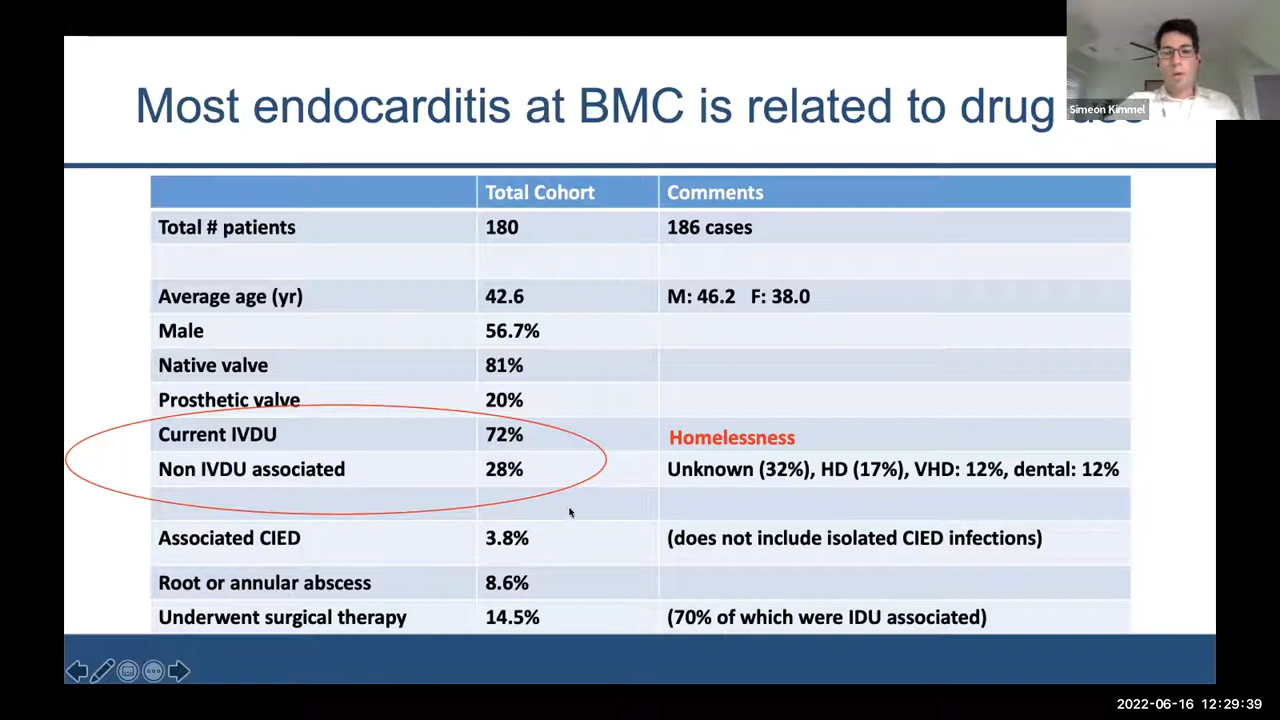 Most endocarditis at BMC is related to drug
Simeon Kimmel
Total Cohort Comments
Total # patients 180 186 cases
Average age (yr) 42.6 M: 46.2 F: 38.0
Male 56.7%
Native valve 81%
Prosthetic valve 20%
Current IVDU 72% Homelessness
Non IVDU associated 28% Unknown (32%), HD (17%), VHD: 12%, dental: 12%
Associated CIED 3.8% (does not include isolated CIED infections)
Root or annular abscess 8.6%
Underwent surgical therapy 14.5% (70% of which were IDU associated)
2022-06-16 12:29:39